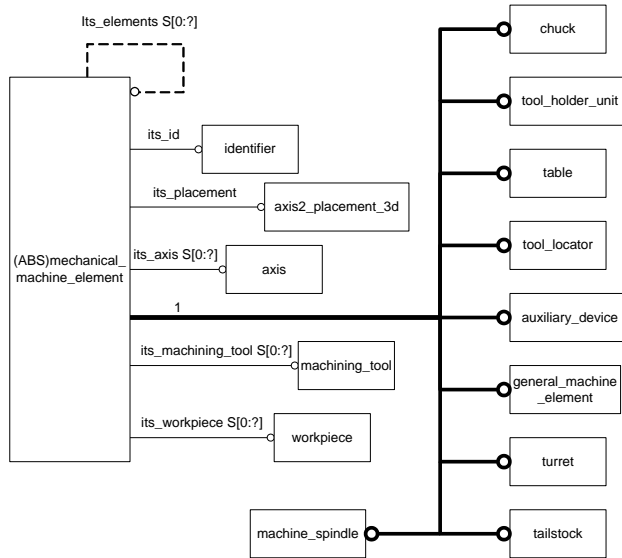 Its_elements S[0:?]
chuck
tool_holder_unit
its_id
identifier
table
its_placement
axis2_placement_3d
(ABS)mechanical_
machine_element
its_axis S[0:?]
axis
tool_locator
1
auxiliary_device
its_machining_tool S[0:?]
machining_tool
general_machine
_element
its_workpiece S[0:?]
workpiece
turret
machine_spindle
tailstock